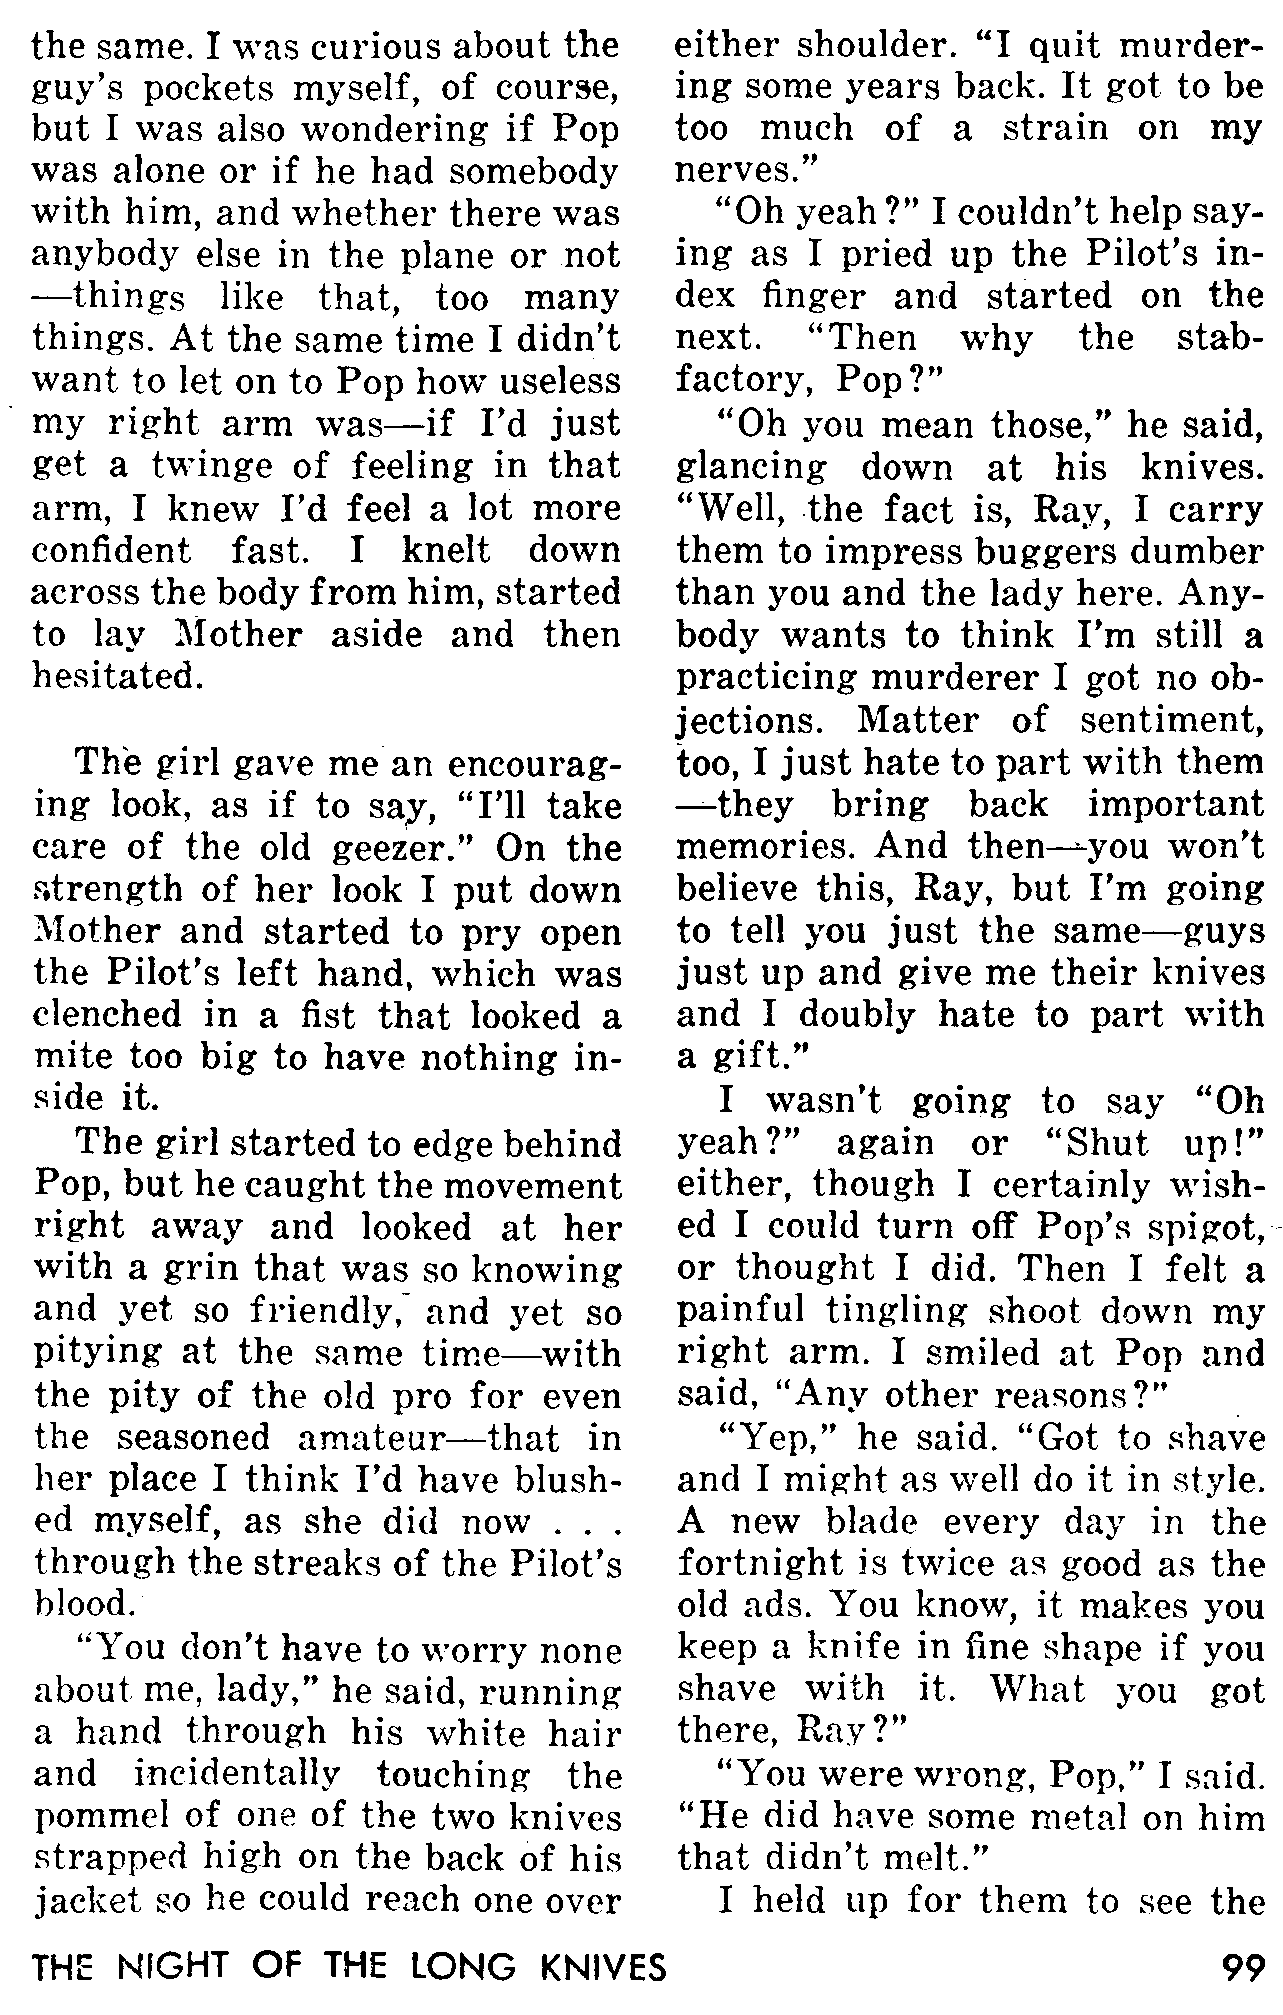 the same. I was curious about the
guy's pockets myself, of course,
but I was also wondering if Pop
was alone or if he had somebody
with him, and whether there was
anybody else in the plane or not
—things like that, too many
things. At the same time I didn't
want to let on to Pop how useless
my right arm was—if I'd just
get a twinge of feeling in that
arm, I knew I'd feel a lot more
confident fast. I knelt down
across the body from him, started
to lay Mother aside and then
hesitated.
The girl gave me an encourag-
ing look, as if to say, "I'll take
care of the old geezer." On the
strength of her look I put down
Mother and started to pry open
the Pilot's left hand, which was
clenched in a fist that looked a
mite too big to have nothing in-
side it.
The girl started to edge behind
Pop, but he caught the movement
right away and looked at her
with a grin that was so knowing
and yet so friendly, and yet so
pitying at the same time—with
the pity of the old pro for even
the seasoned amateur—that in
her place I think I'd have blush-
ed myself, as she did now . . .
through the streaks of the Pilot's
blood.
"You don't have to worry none
about me, lady," he said, running
a hand through his white hair
and incidentally touching the
pommel of one of the two knives
strapped high on the back of his
jacket so he could reach one over
either shoulder. "I quit murder-
ing some years back. It got to be
too much of a strain on my
nerves."
"Oh yeah?" I couldn't help say-
ing as I pried up the Pilot's in-
dex finger and started on the
next. "Then why the stab-
factory, Pop?"
"Oh you mean those," he said,
glancing down at his knives.
"Well, the fact is, Ray, I carry
them to impress buggers dumber
than you and the lady here. Any-
body wants to think I'm still a
practicing murderer I got no ob-
jections. Matter of sentiment,
too, I just hate to part with them
—they bring back important
memories. And then—you won't
believe this, Ray, but I'm going
to tell you just the same—guys
just up and give me their knives
and I doubly hate to part with
a gift."
I wasn't going to say "Oh
yeah?" again or "Shut up!"
either, though I certainly wish-
ed I could turn off Pop's spigot,
or thought I did. Then I felt a
painful tingling shoot down my
right arm. I smiled at Pop and
said, "Any other reasons?"
"Yep," he said. "Got to shave
and I might as well do it in style.
A new blade every day in the
fortnight is twice as good as the
old ads. You know, it makes you
keep a knife in fine shape if you
shave with it. What you got
there, Ray?"
"You were wrong, Pop," I said.
"He did have some metal on him
that didn't melt."
I held up for them to see the
THE NIGHT OF THE LONG KNIVES 99